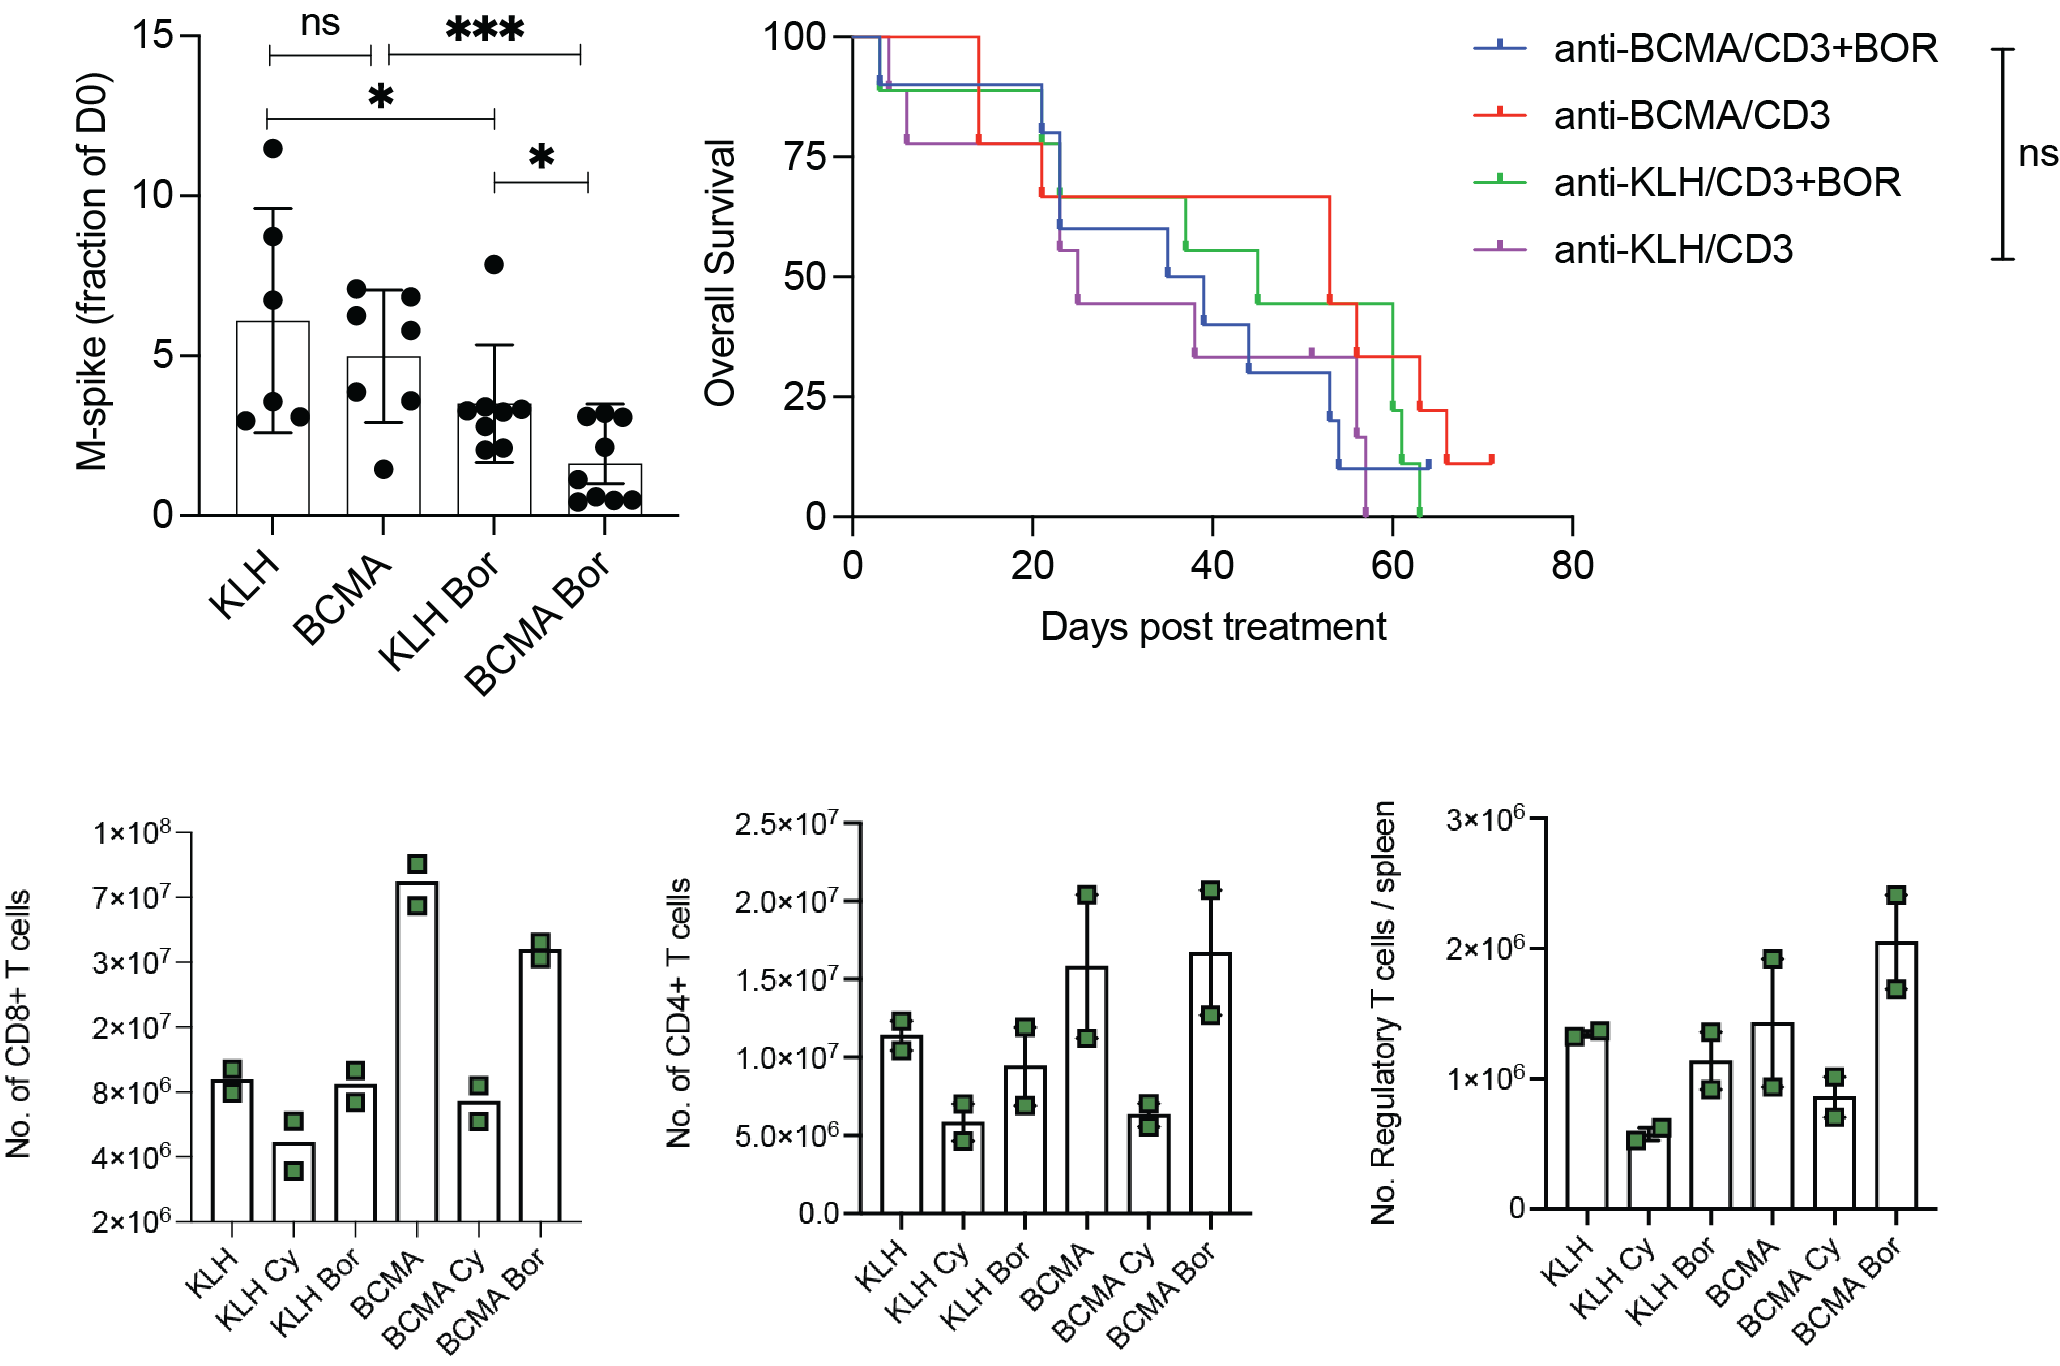 M-spike (fraction of D0)
15
10
5
0
ns
***
*
*
KLH
BCMA
KLH Bor
BCMA Bor
Overall Survival
100
75
50
25
0
0 20 40 60 80
Days post treatment
anti-BCMA/CD3+BOR
anti-BCMA/CD3
anti-KLH/CD3+BOR
anti-KLH/CD3
ns
No. of CD8+ T cells
1×10⁸
7×10⁷
3×10⁷
2×10⁷
8×10⁶
4×10⁶
2×10⁶
KLH
KLH Cy
KLH Bor
BCMA
BCMA Cy
BCMA Bor
No. of CD4+ T cells
2.5×10⁷
2.0×10⁷
1.5×10⁷
1.0×10⁷
5.0×10⁶
0.0
KLH
KLH Cy
KLH Bor
BCMA
BCMA Cy
BCMA Bor
No. Regulatory T cells / spleen
3×10⁶
2×10⁶
1×10⁶
0
KLH
KLH Cy
KLH Bor
BCMA
BCMA Cy
BCMA Bor